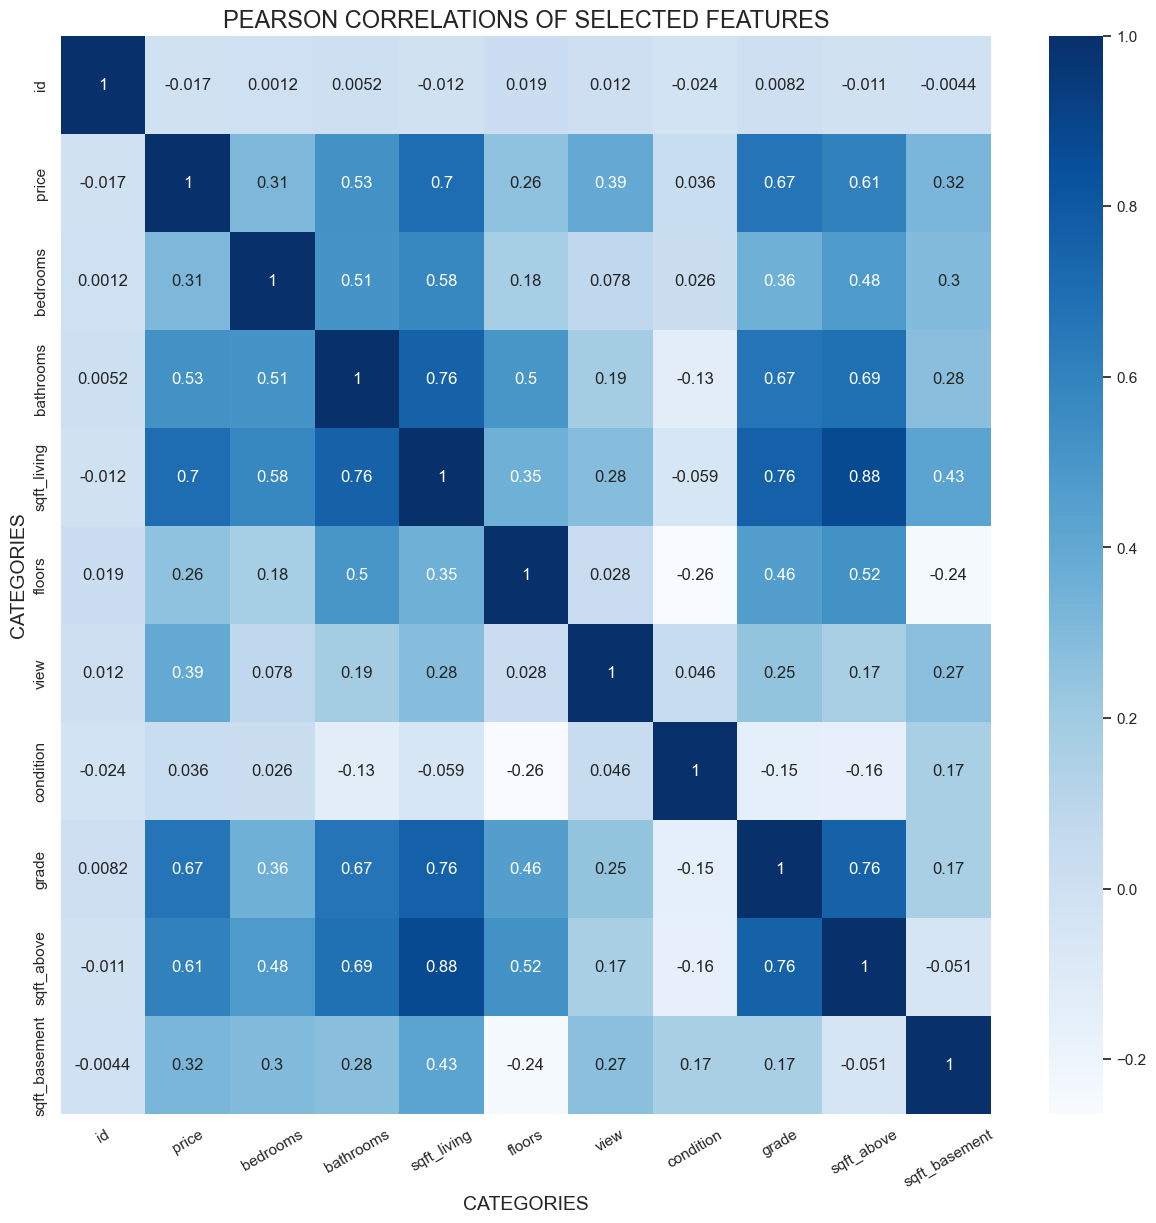 PEARSON CORRELATIONS OF SELECTED FEATURES
id 1 -0.017 0.0012 0.0052 -0.012 0.019 0.012 -0.024 0.0082 -0.011 -0.0044
price -0.017 1 0.31 0.53 0.7 0.26 0.39 0.036 0.67 0.61 0.32
bedrooms 0.0012 0.31 1 0.51 0.58 0.18 0.078 0.026 0.36 0.48 0.3
bathrooms 0.0052 0.53 0.51 1 0.76 0.5 0.19 -0.13 0.67 0.69 0.28
sqft_living -0.012 0.7 0.58 0.76 1 0.35 0.28 -0.059 0.76 0.88 0.43
floors 0.019 0.26 0.18 0.5 0.35 1 0.028 -0.26 0.46 0.52 -0.24
view 0.012 0.39 0.078 0.19 0.28 0.028 1 0.046 0.25 0.17 0.27
condition -0.024 0.036 0.026 -0.13 -0.059 -0.26 0.046 1 -0.15 -0.16 0.17
grade 0.0082 0.67 0.36 0.67 0.76 0.46 0.25 -0.15 1 0.76 0.17
sqft_above -0.011 0.61 0.48 0.69 0.88 0.52 0.17 -0.16 0.76 1 -0.051
sqft_basement -0.0044 0.32 0.3 0.28 0.43 -0.24 0.27 0.17 0.17 -0.051 1
id price bedrooms bathrooms sqft_living floors view condition grade sqft_above sqft_basement
CATEGORIES
CATEGORIES
1.0
0.8
0.6
0.4
0.2
0.0
−0.2